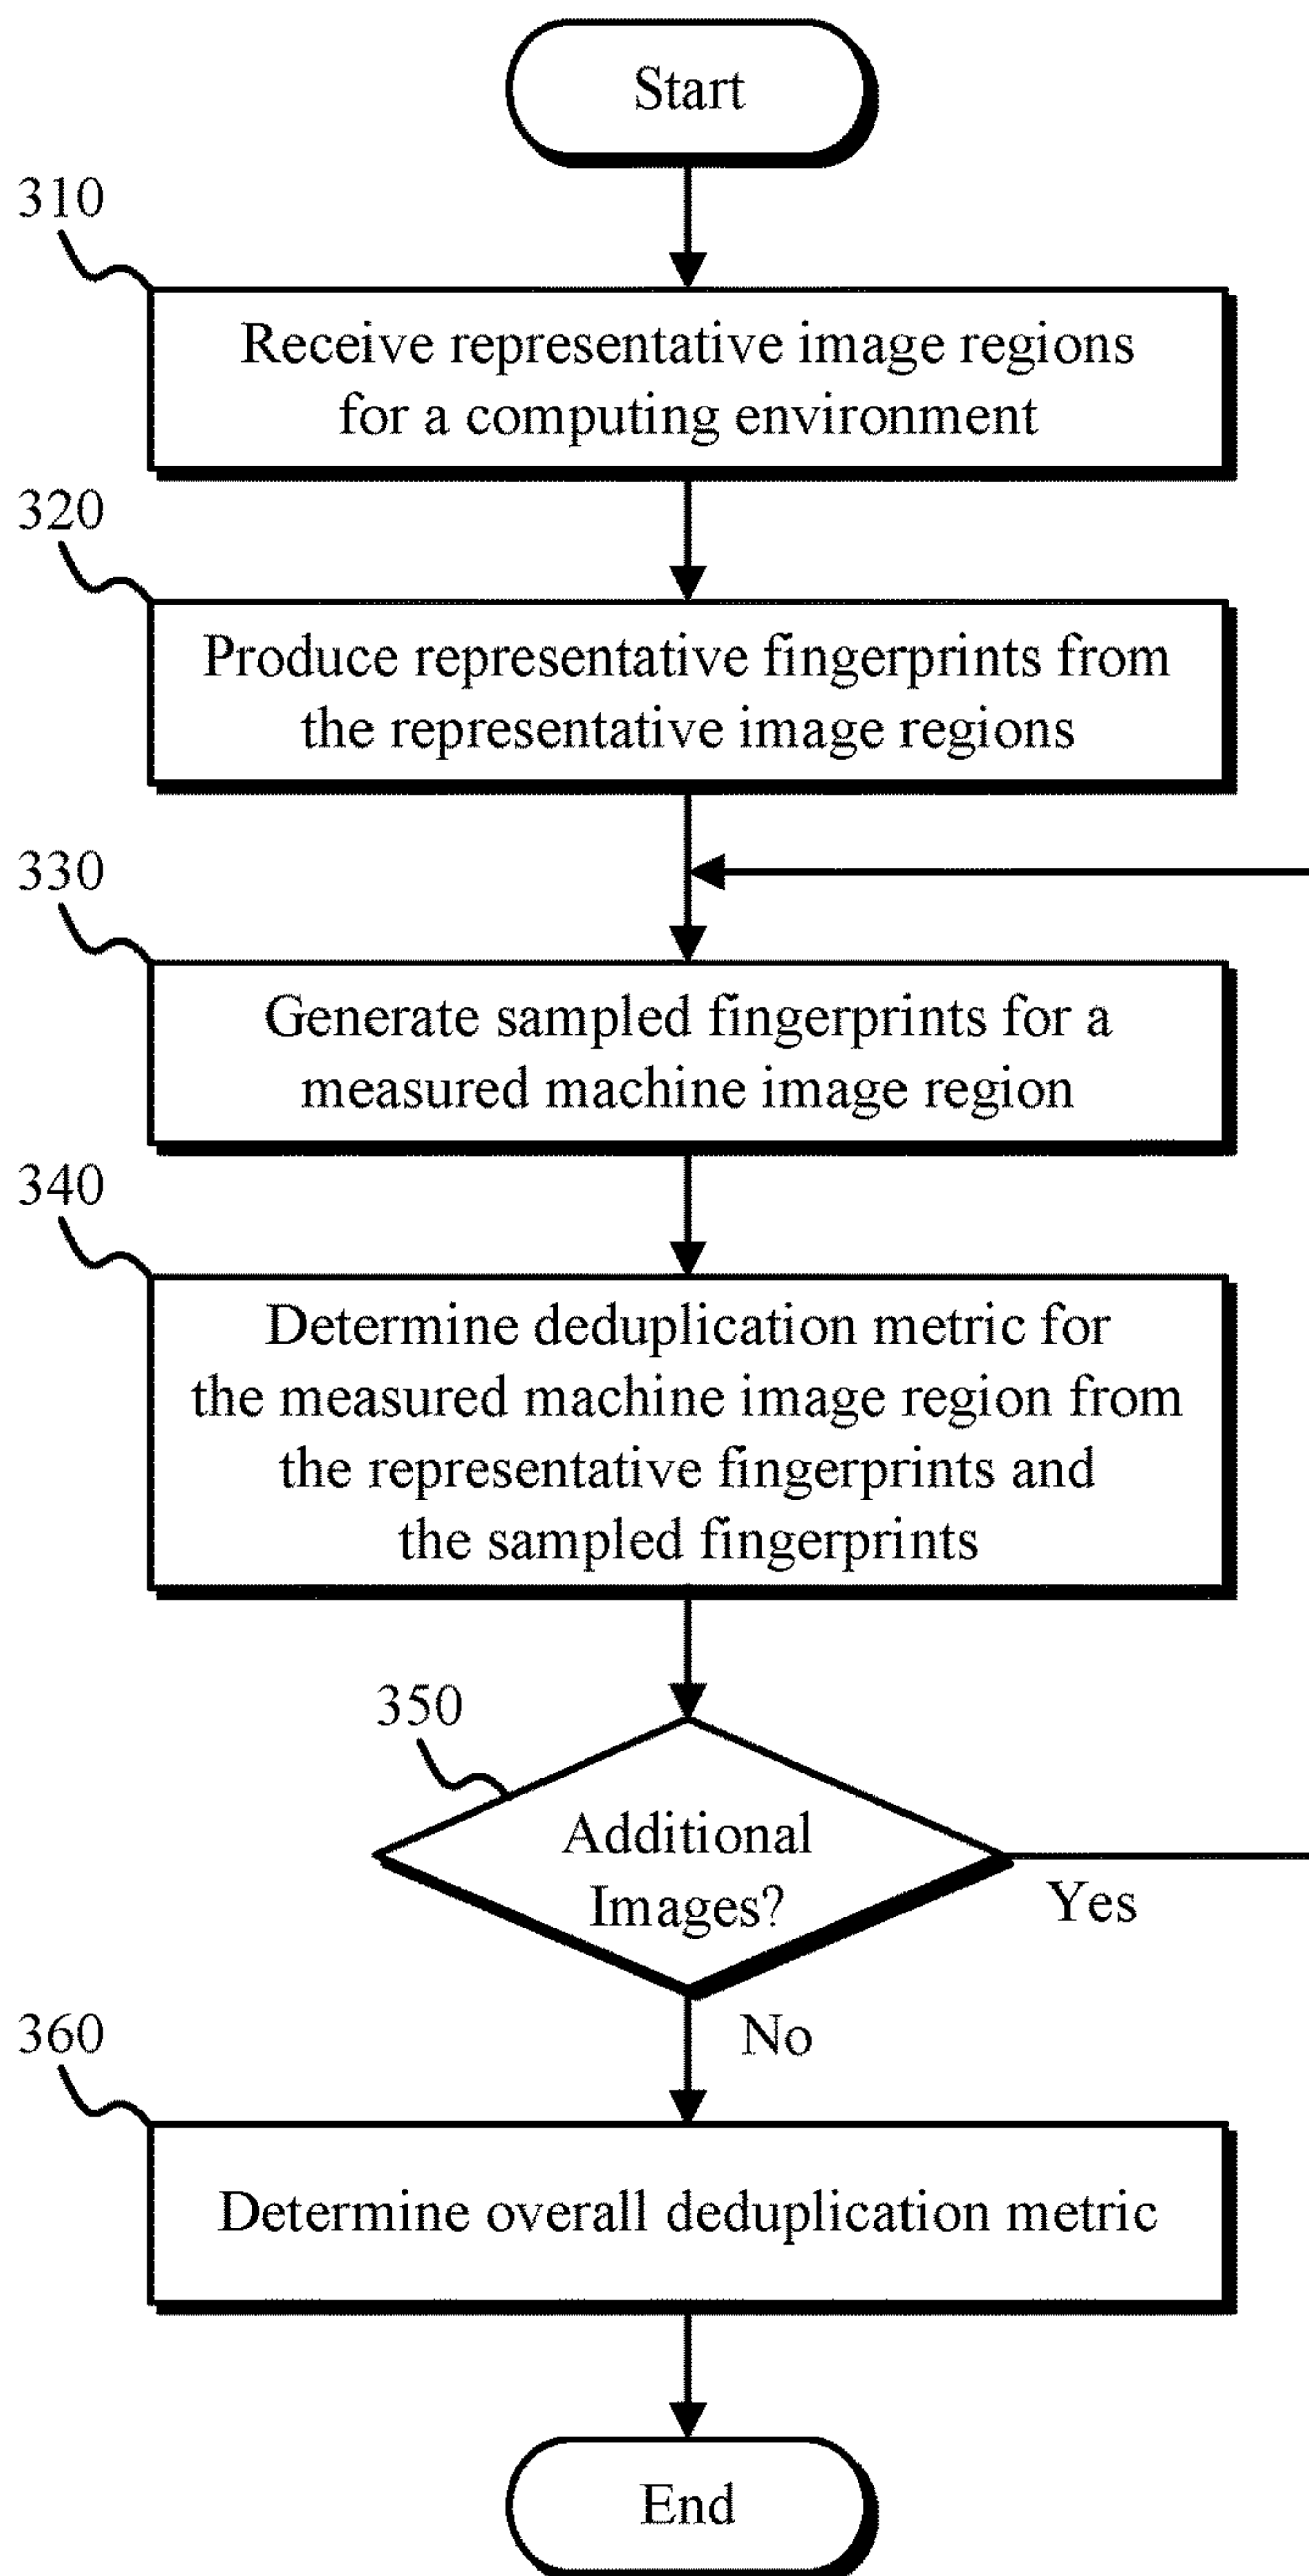 Start
310
Receive representative image regions
for a computing environment
320
Produce representative fingerprints from
the representative image regions
330
Generate sampled fingerprints for a
measured machine image region
340
Determine deduplication metric for
the measured machine image region from
the representative fingerprints and
the sampled fingerprints
350
Additional
Images?
Yes
No
360
Determine overall deduplication metric
End